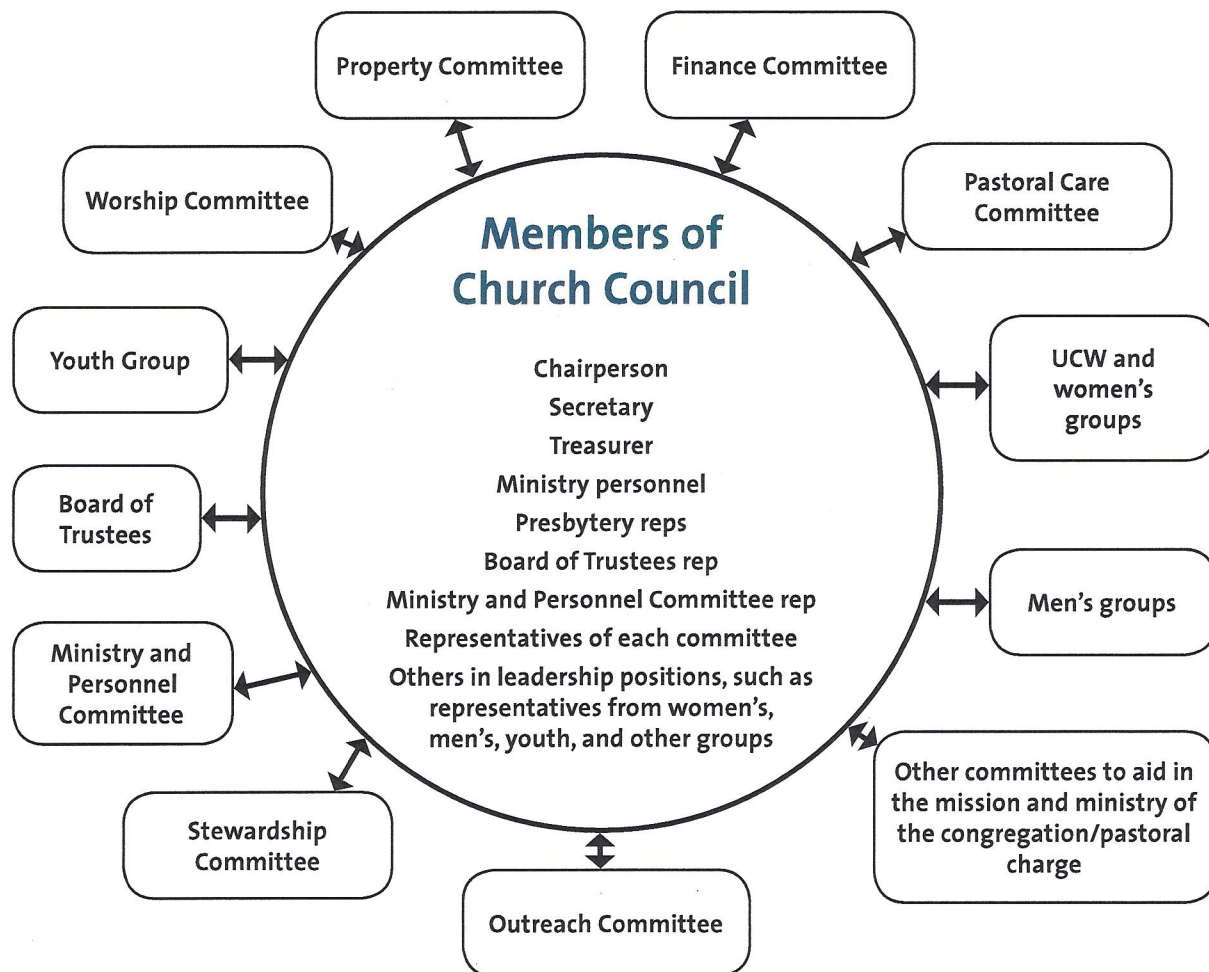 Property Committee
Finance Committee
Worship Committee
Pastoral Care
Committee
Members of
Church Council
Youth Group
UCW and
women's
groups
Chairperson
Secretary
Treasurer
Ministry personnel
Presbytery reps
Board of Trustees rep
Ministry and Personnel Committee rep
Representatives of each committee
Others in leadership positions, such as
representatives from women's,
men's, youth, and other groups
Board of
Trustees
Men's groups
Ministry and
Personnel
Committee
Stewardship
Committee
Other committees to aid in
the mission and ministry of
the congregation/pastoral
charge
Outreach Committee